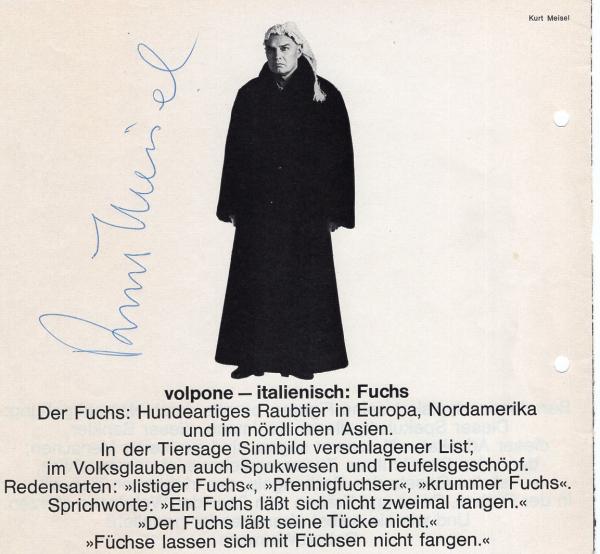 Kurt Meisel
Kurt Meisel
volpone — italienisch: Fuchs
Der Fuchs: Hundeartiges Raubtier in Europa, Nordamerika
und im nördlichen Asien.
In der Tiersage Sinnbild verschlagener List;
im Volksglauben auch Spukwesen und Teufelsgeschöpf.
Redensarten: »listiger Fuchs«, »Pfennigfuchser«, »krummer Fuchs«.
Sprichworte: »Ein Fuchs läßt sich nicht zweimal fangen.«
»Der Fuchs läßt seine Tücke nicht.«
»Füchse lassen sich mit Füchsen nicht fangen.«